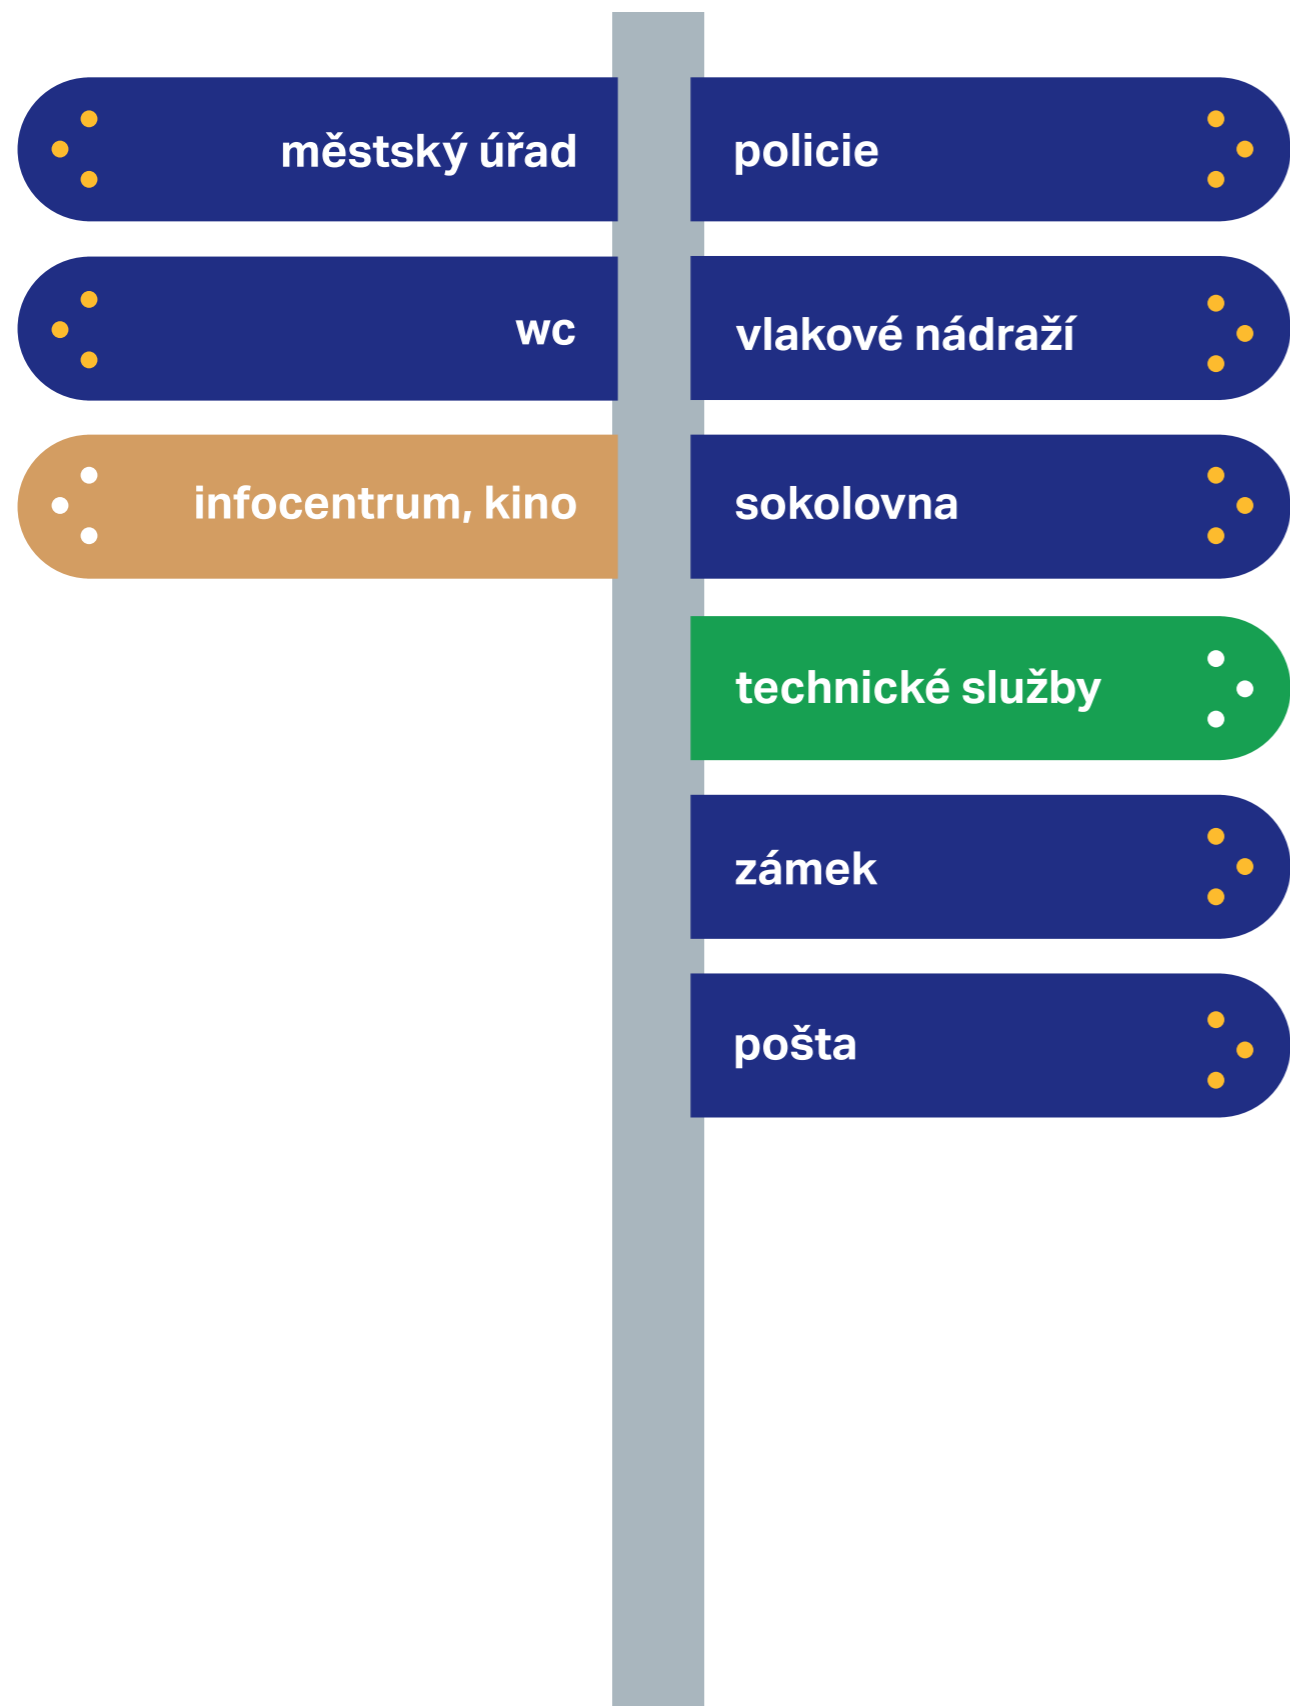 městský úřad
wc
infocentrum, kino
policie
vlakové nádraží
sokolovna
technické služby
zámek
pošta